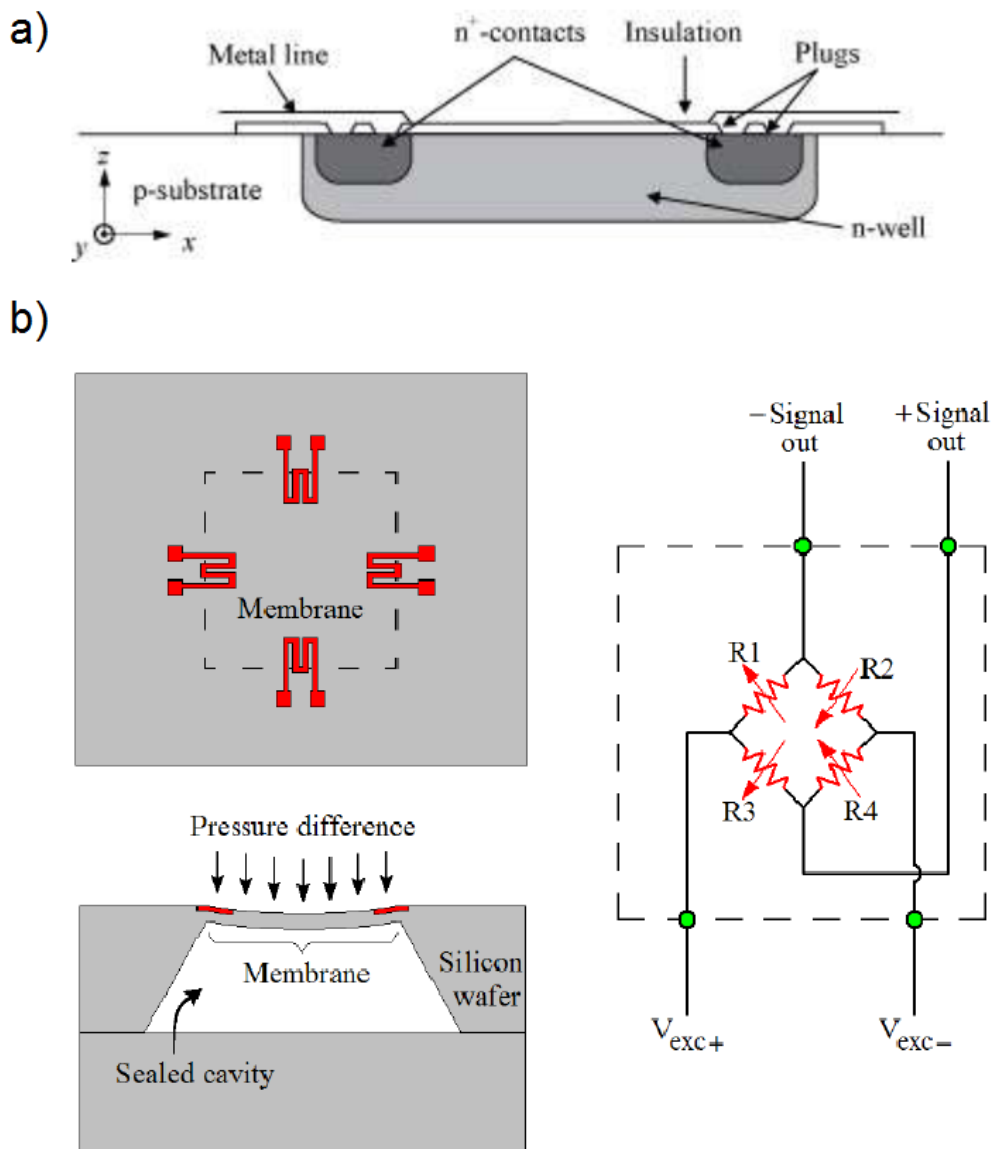 a)
n+-contacts
Insulation
Plugs
Metal line
z
p-substrate
y
x
n-well
b)
Membrane
−Signal
out
+Signal
out
R1
R2
R3
R4
Vexc+
Vexc−
Pressure difference
Membrane
Silicon
wafer
Sealed cavity